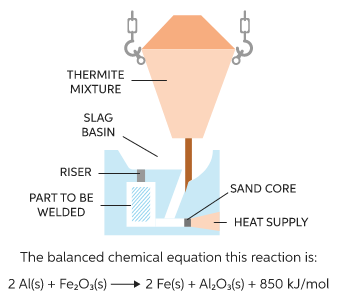 THERMITE
MIXTURE
SLAG
BASIN
RISER
PART TO BE
WELDED
SAND CORE
HEAT SUPPLY
The balanced chemical equation this reaction is:
2 Al(s) + Fe₂O₃(s) ⟶ 2 Fe(s) + Al₂O₃(s) + 850 kJ/mol